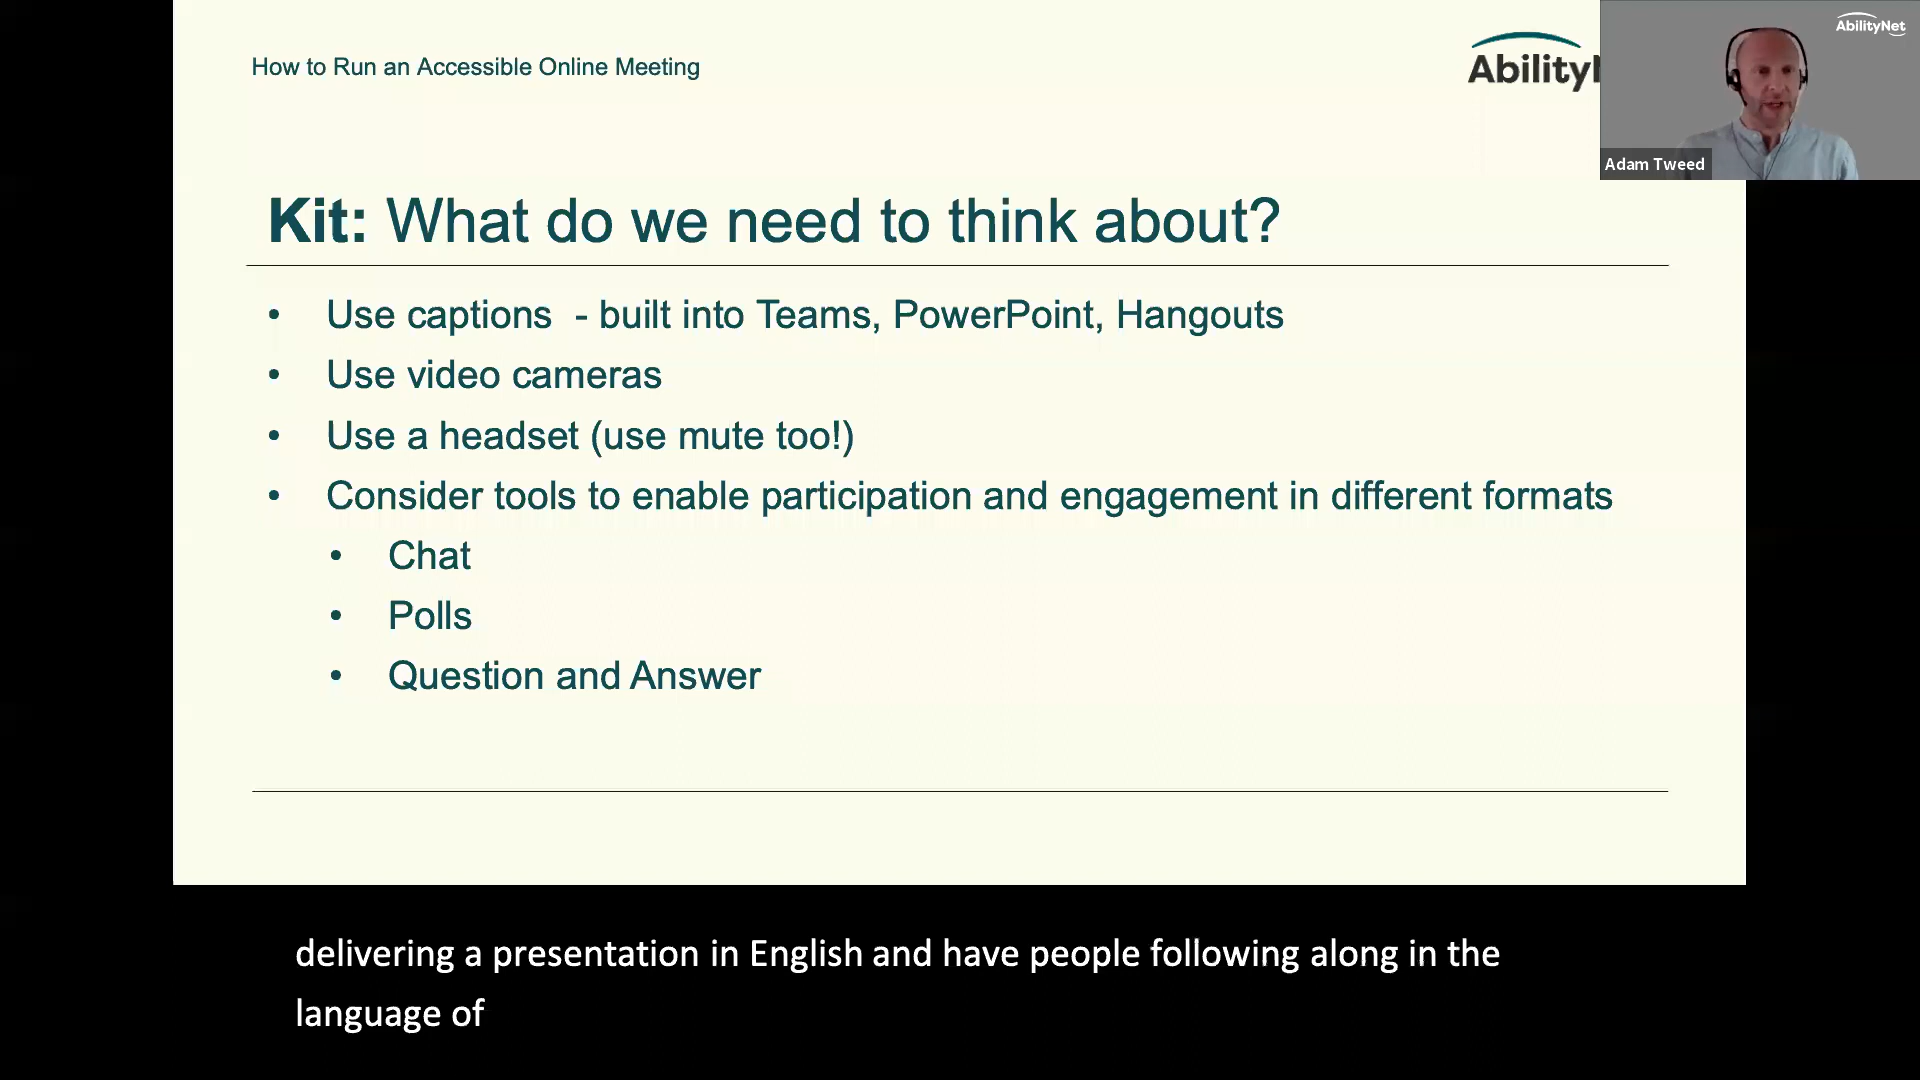 How to Run an Accessible Online Meeting
Ability
AbilityNet
Adam Tweed
Kit: What do we need to think about?
• Use captions - built into Teams, PowerPoint, Hangouts
• Use video cameras
• Use a headset (use mute too!)
• Consider tools to enable participation and engagement in different formats
• Chat
• Polls
• Question and Answer
delivering a presentation in English and have people following along in the
language of